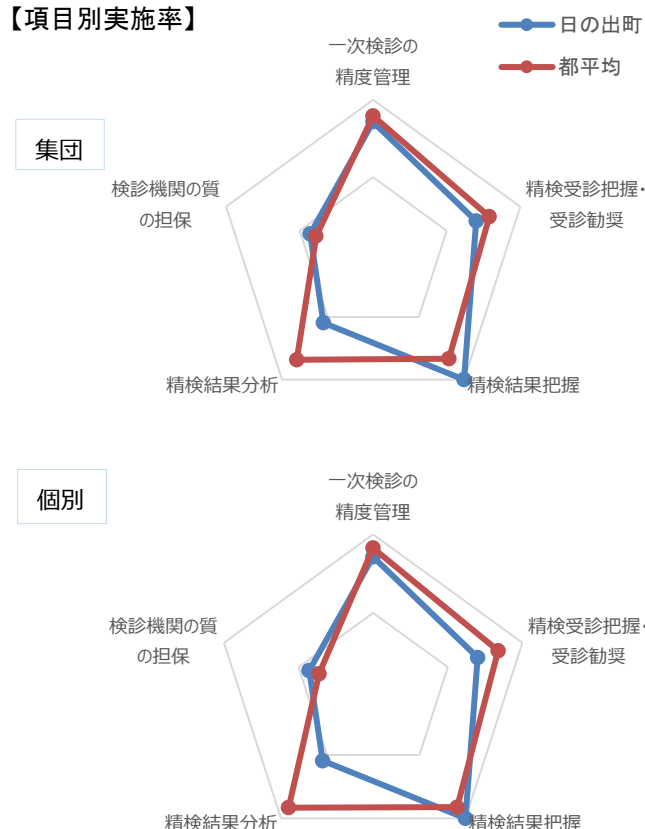 【項目別実施率】
日の出町
都平均
集団
一次検診の
精度管理
精検受診把握・
受診勧奨
精検結果把握
精検結果分析
検診機関の質
の担保
個別
一次検診の
精度管理
精検受診把握・
受診勧奨
精検結果把握
精検結果分析
検診機関の質
の担保